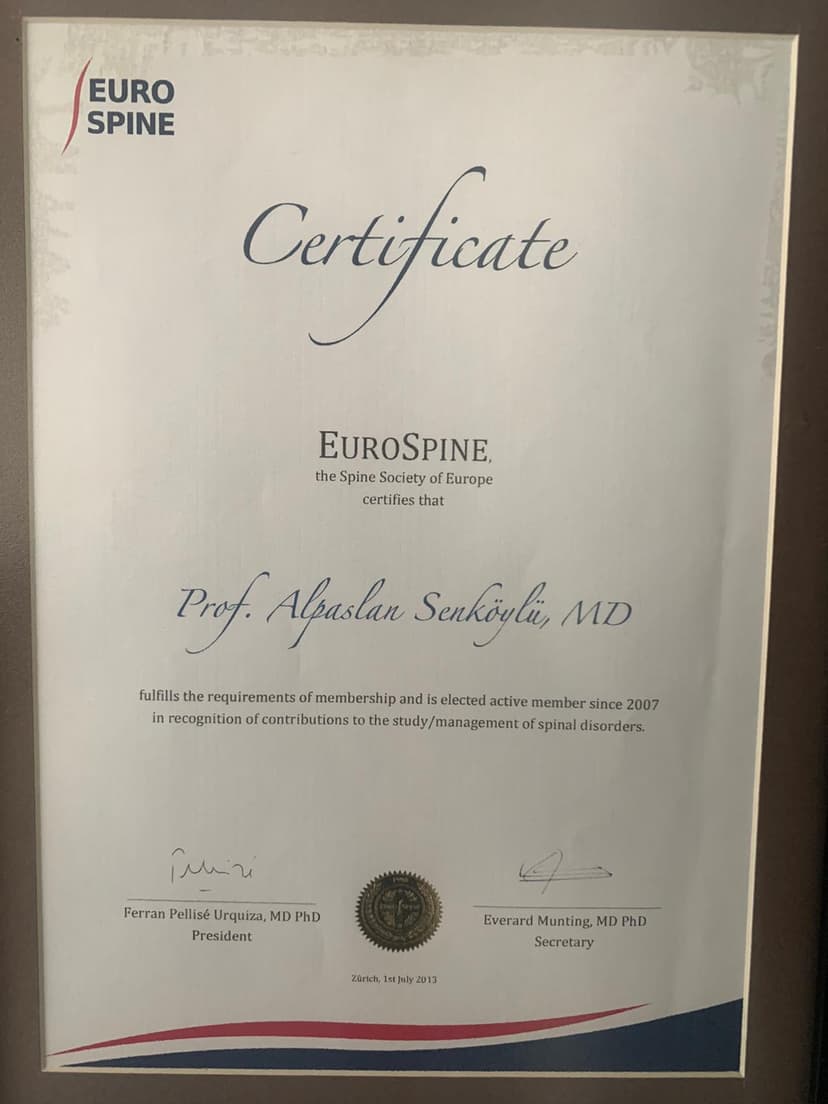 EURO
SPINE
Certificate
EUROSPINE,
the Spine Society of Europe
certifies that
Prof. Alpaslan Senköylü, MD
fulfills the requirements of membership and is elected active member since 2007
in recognition of contributions to the study/management of spinal disorders.
Ferran Pellisé Urquiza, MD PhD
President
Everard Munting, MD PhD
Secretary
Zürich, 1st July 2013